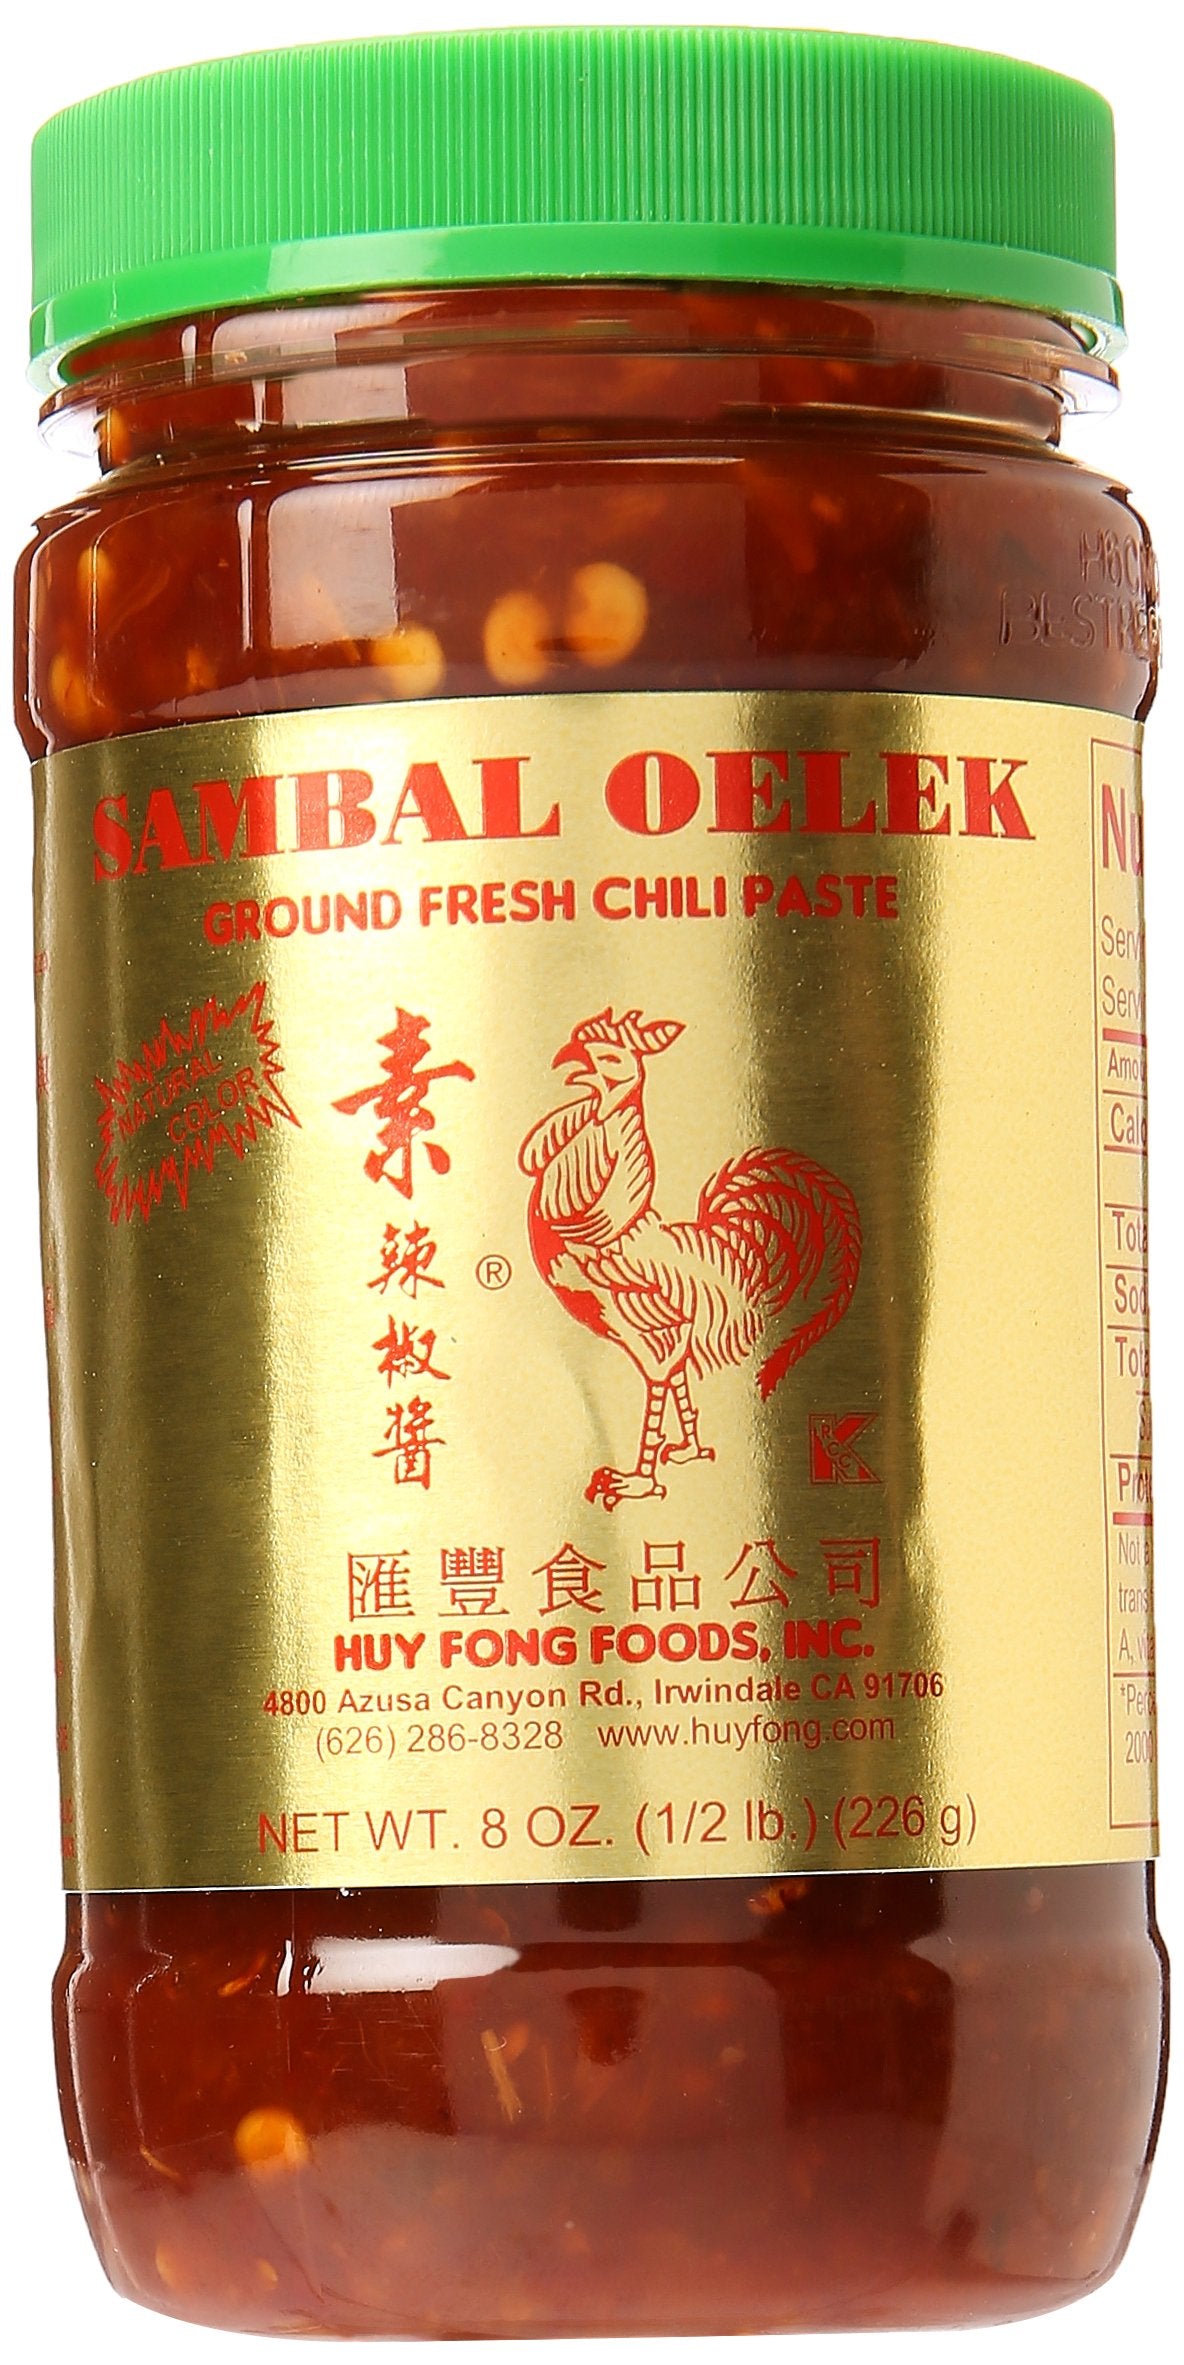 SAMBAL OELEK
GROUND FRESH CHILI PASTE
NATURAL
COLOR
素
辣
椒
醬
®
K
匯豐食品公司
HUY FONG FOODS, INC.
4800 Azusa Canyon Rd., Irwindale CA 91706
(626) 286-8328 www.huyfong.com
NET WT. 8 OZ. (1/2 lb.) (226 g)